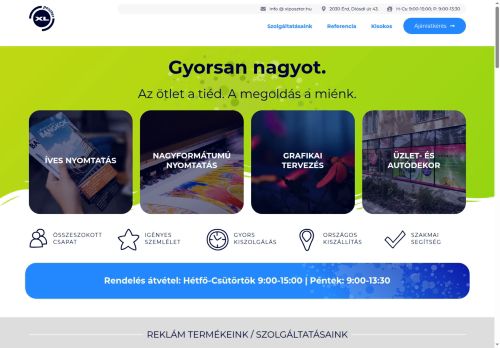 XL
info @ xlposzter.hu
2030 Érd, Diósdi út 43.
H-Cs: 9:00-15:00; P: 9:00-13:30
Szolgáltatásaink
Referencia
Kisokos
Ajánlatkérés →
Gyorsan nagyot.
Az ötlet a tiéd. A megoldás a miénk.
ÍVES NYOMTATÁS
NAGYFORMÁTUMÚ
NYOMTATÁS
GRAFIKAI
TERVEZÉS
ÜZLET- ÉS
AUTÓDEKOR
ÖSSZESZOKOTT
CSAPAT
IGÉNYES
SZEMLÉLET
GYORS
KISZOLGÁLÁS
ORSZÁGOS
KISZÁLLÍTÁS
SZAKMAI
SEGÍTSÉG
Rendelés átvétel: Hétfő-Csütörtök 9:00-15:00 | Péntek: 9:00-13:30
REKLÁM TERMÉKEINK / SZOLGÁLTATÁSAINK